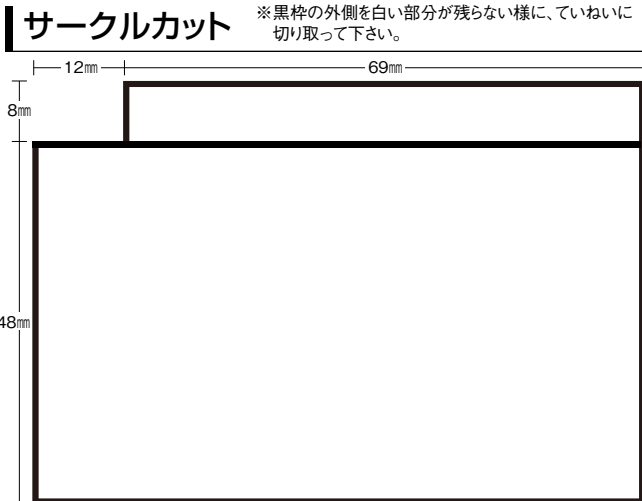 サークルカット
※黒枠の外側を白い部分が残らない様に、ていねいに
切り取って下さい。
12㎜
69㎜
8㎜
48㎜